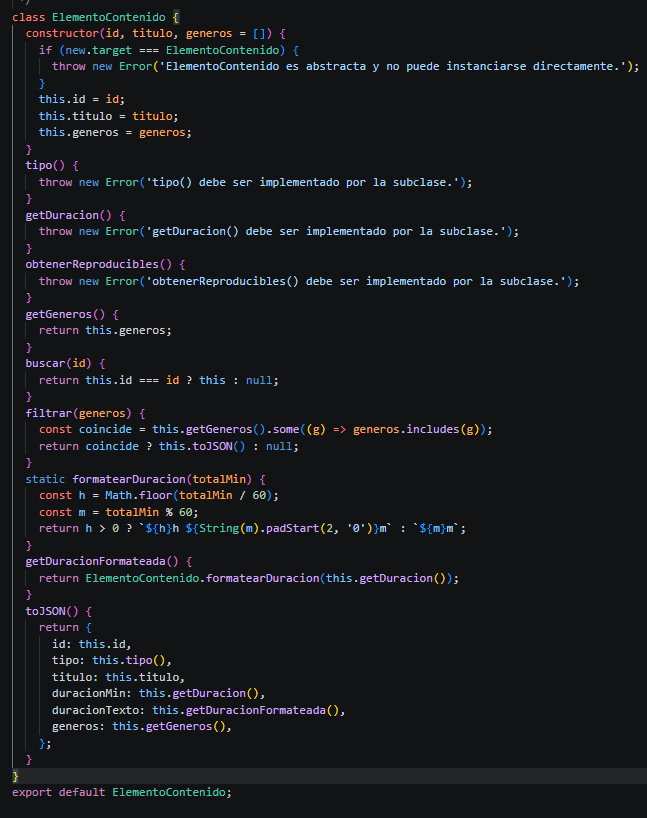 */
class ElementoContenido {
  constructor(id, titulo, generos = []) {
    if (new.target === ElementoContenido) {
      throw new Error('ElementoContenido es abstracta y no puede instanciarse directamente.');
    }
    this.id = id;
    this.titulo = titulo;
    this.generos = generos;
  }
  tipo() {
    throw new Error('tipo() debe ser implementado por la subclase.');
  }
  getDuracion() {
    throw new Error('getDuracion() debe ser implementado por la subclase.');
  }
  obtenerReproducibles() {
    throw new Error('obtenerReproducibles() debe ser implementado por la subclase.');
  }
  getGeneros() {
    return this.generos;
  }
  buscar(id) {
    return this.id === id ? this : null;
  }
  filtrar(generos) {
    const coincide = this.getGeneros().some((g) => generos.includes(g));
    return coincide ? this.toJSON() : null;
  }
  static formatearDuracion(totalMin) {
    const h = Math.floor(totalMin / 60);
    const m = totalMin % 60;
    return h > 0 ? `${h}h ${String(m).padStart(2, '0')}m` : `${m}m`;
  }
  getDuracionFormateada() {
    return ElementoContenido.formatearDuracion(this.getDuracion());
  }
  toJSON() {
    return {
      id: this.id,
      tipo: this.tipo(),
      titulo: this.titulo,
      duracionMin: this.getDuracion(),
      duracionTexto: this.getDuracionFormateada(),
      generos: this.getGeneros(),
    };
  }
}
export default ElementoContenido;